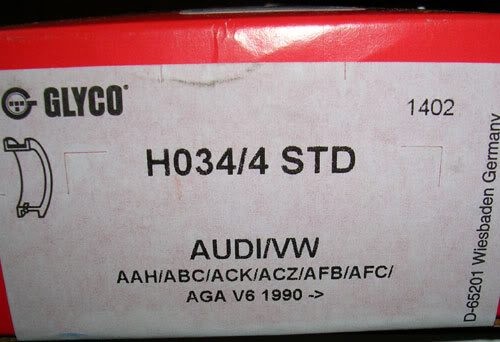 GLYCO®
1402
H034/4 STD
AUDI/VW
AAH/ABC/ACK/ACZ/AFB/AFC/
AGA V6 1990 ->
D-65201 Wiesbaden Germany